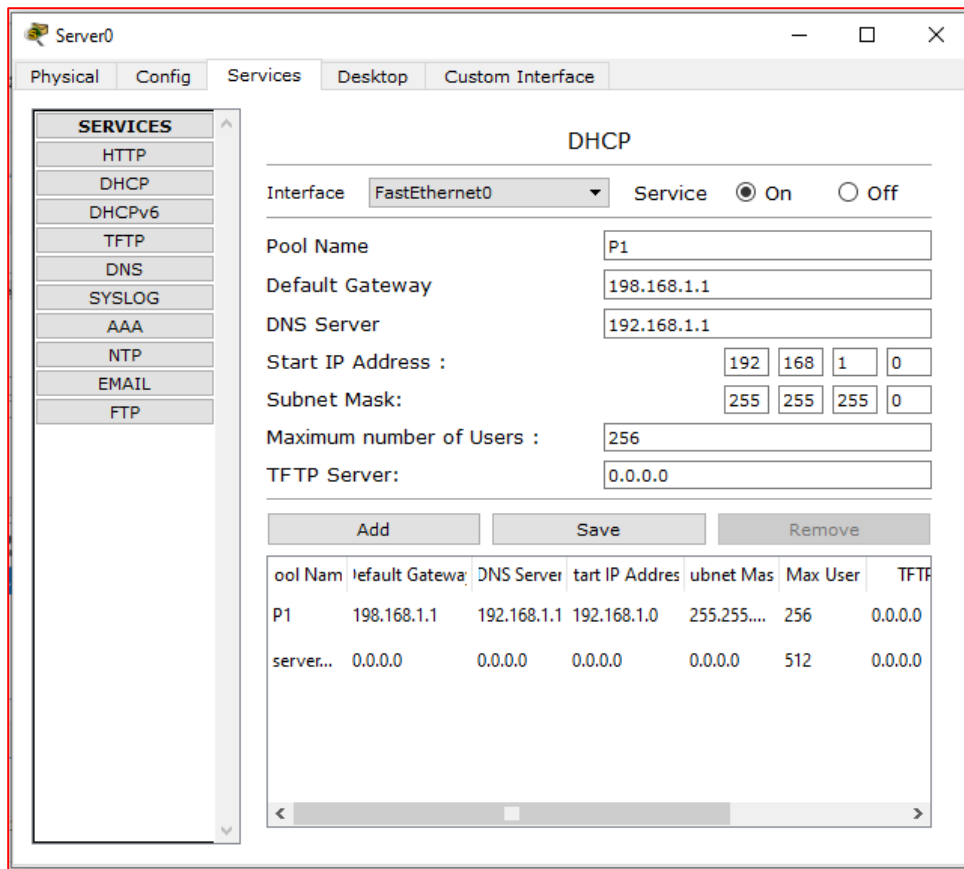 Server0
Physical Config Services Desktop Custom Interface
SERVICES
HTTP
DHCP
DHCPv6
TFTP
DNS
SYSLOG
AAA
NTP
EMAIL
FTP
DHCP
Interface FastEthernet0 Service On Off
Pool Name P1
Default Gateway 198.168.1.1
DNS Server 192.168.1.1
Start IP Address : 192 168 1 0
Subnet Mask: 255 255 255 0
Maximum number of Users : 256
TFTP Server: 0.0.0.0
Add Save Remove
ool Nam efault Gateway DNS Server tart IP Addres ubnet Mas Max User TFTP
P1 198.168.1.1 192.168.1.1 192.168.1.0 255.255.... 256 0.0.0.0
server... 0.0.0.0 0.0.0.0 0.0.0.0 0.0.0.0 512 0.0.0.0